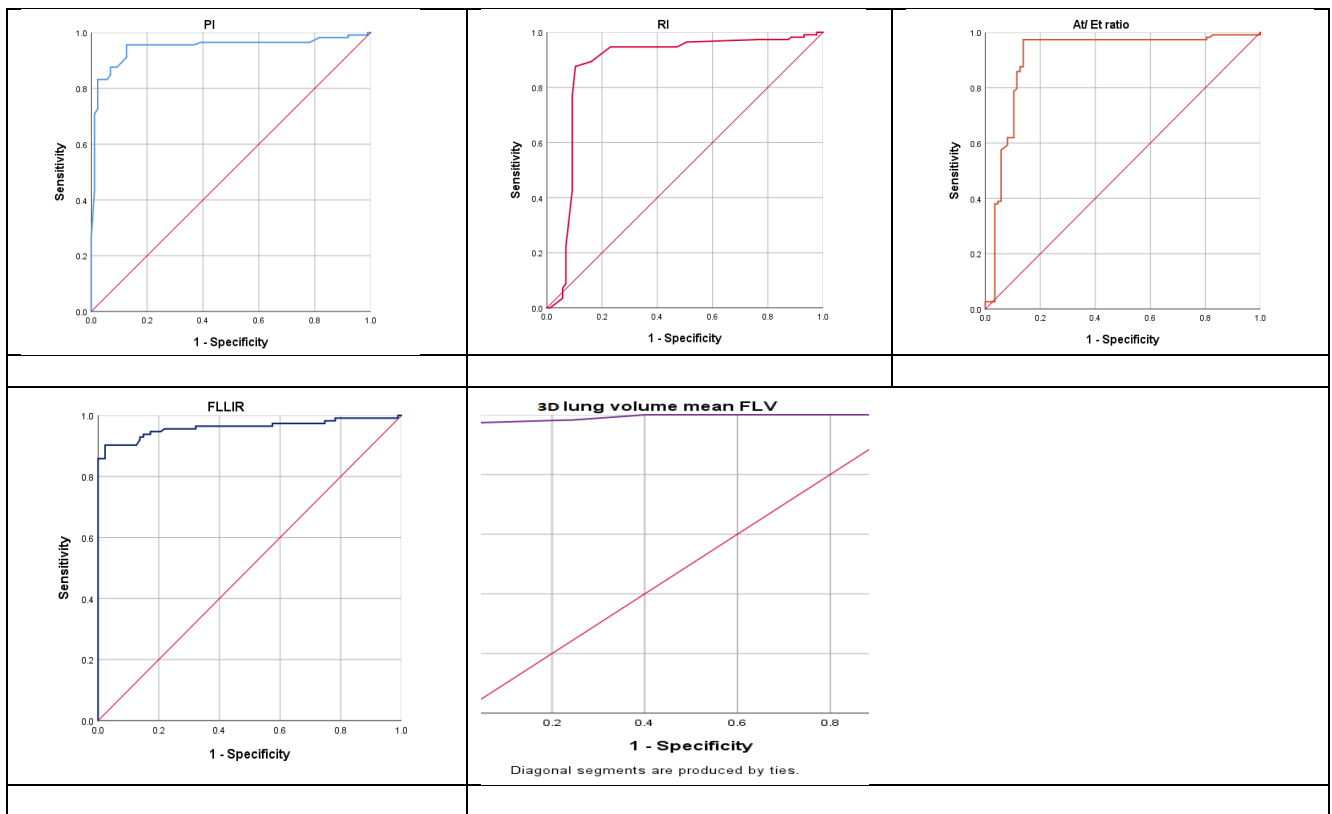 PI
1.0
0.8
0.6
0.4
0.2
0.0
Sensitivity
0.0 0.2 0.4 0.6 0.8 1.0
1 - Specificity
RI
1.0
0.8
0.6
0.4
0.2
0.0
Sensitivity
0.0 0.2 0.4 0.6 0.8 1.0
1 - Specificity
At/ Et ratio
1.0
0.8
0.6
0.4
0.2
0.0
Sensitivity
0.0 0.2 0.4 0.6 0.8 1.0
1 - Specificity
FLLIR
1.0
0.8
0.6
0.4
0.2
0.0
Sensitivity
0.0 0.2 0.4 0.6 0.8 1.0
1 - Specificity
3D lung volume mean FLV
0.2 0.4 0.6 0.8
1 - Specificity
Diagonal segments are produced by ties.